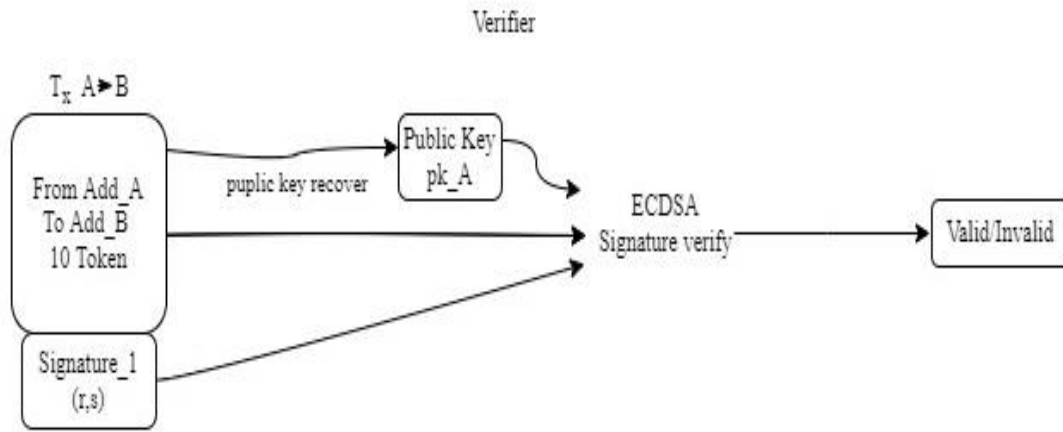 Verifier
Tx A➤B
From Add_A
To Add_B
10 Token
Signature_1
(r,s)
puplic key recover
Public Key
pk_A
ECDSA
Signature verify
Valid/Invalid